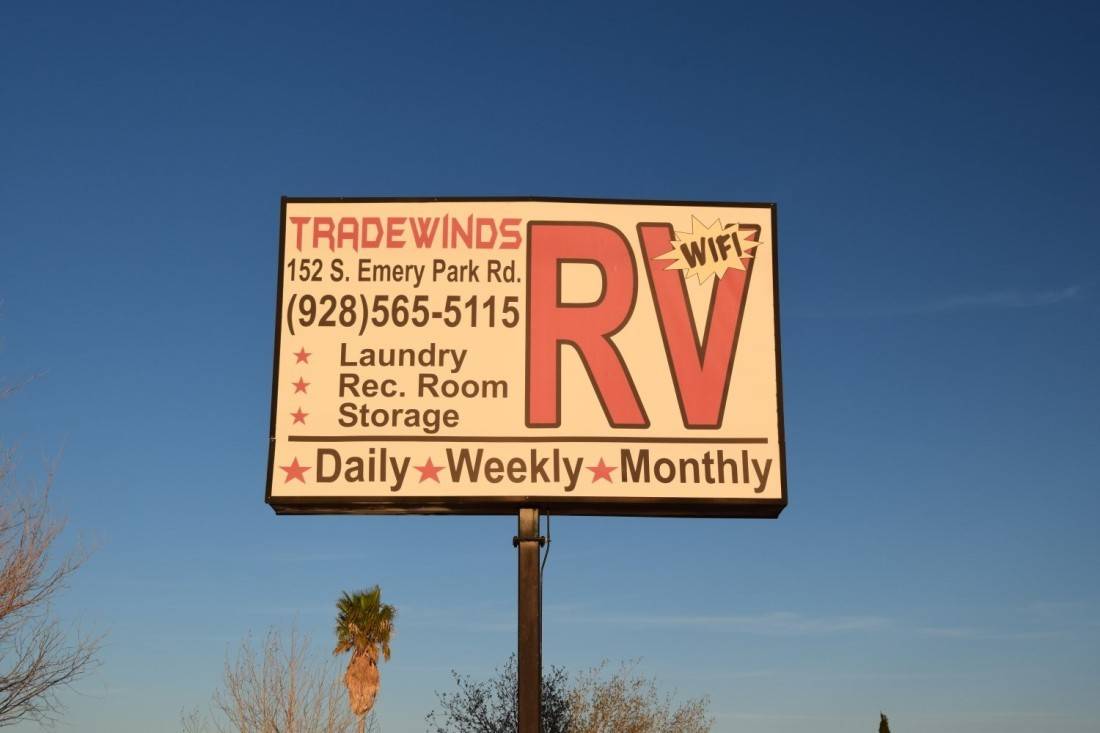 TRADEWINDS
152 S. Emery Park Rd.
(928)565-5115
Laundry
Rec. Room
Storage
RV
WIFI
Daily Weekly Monthly